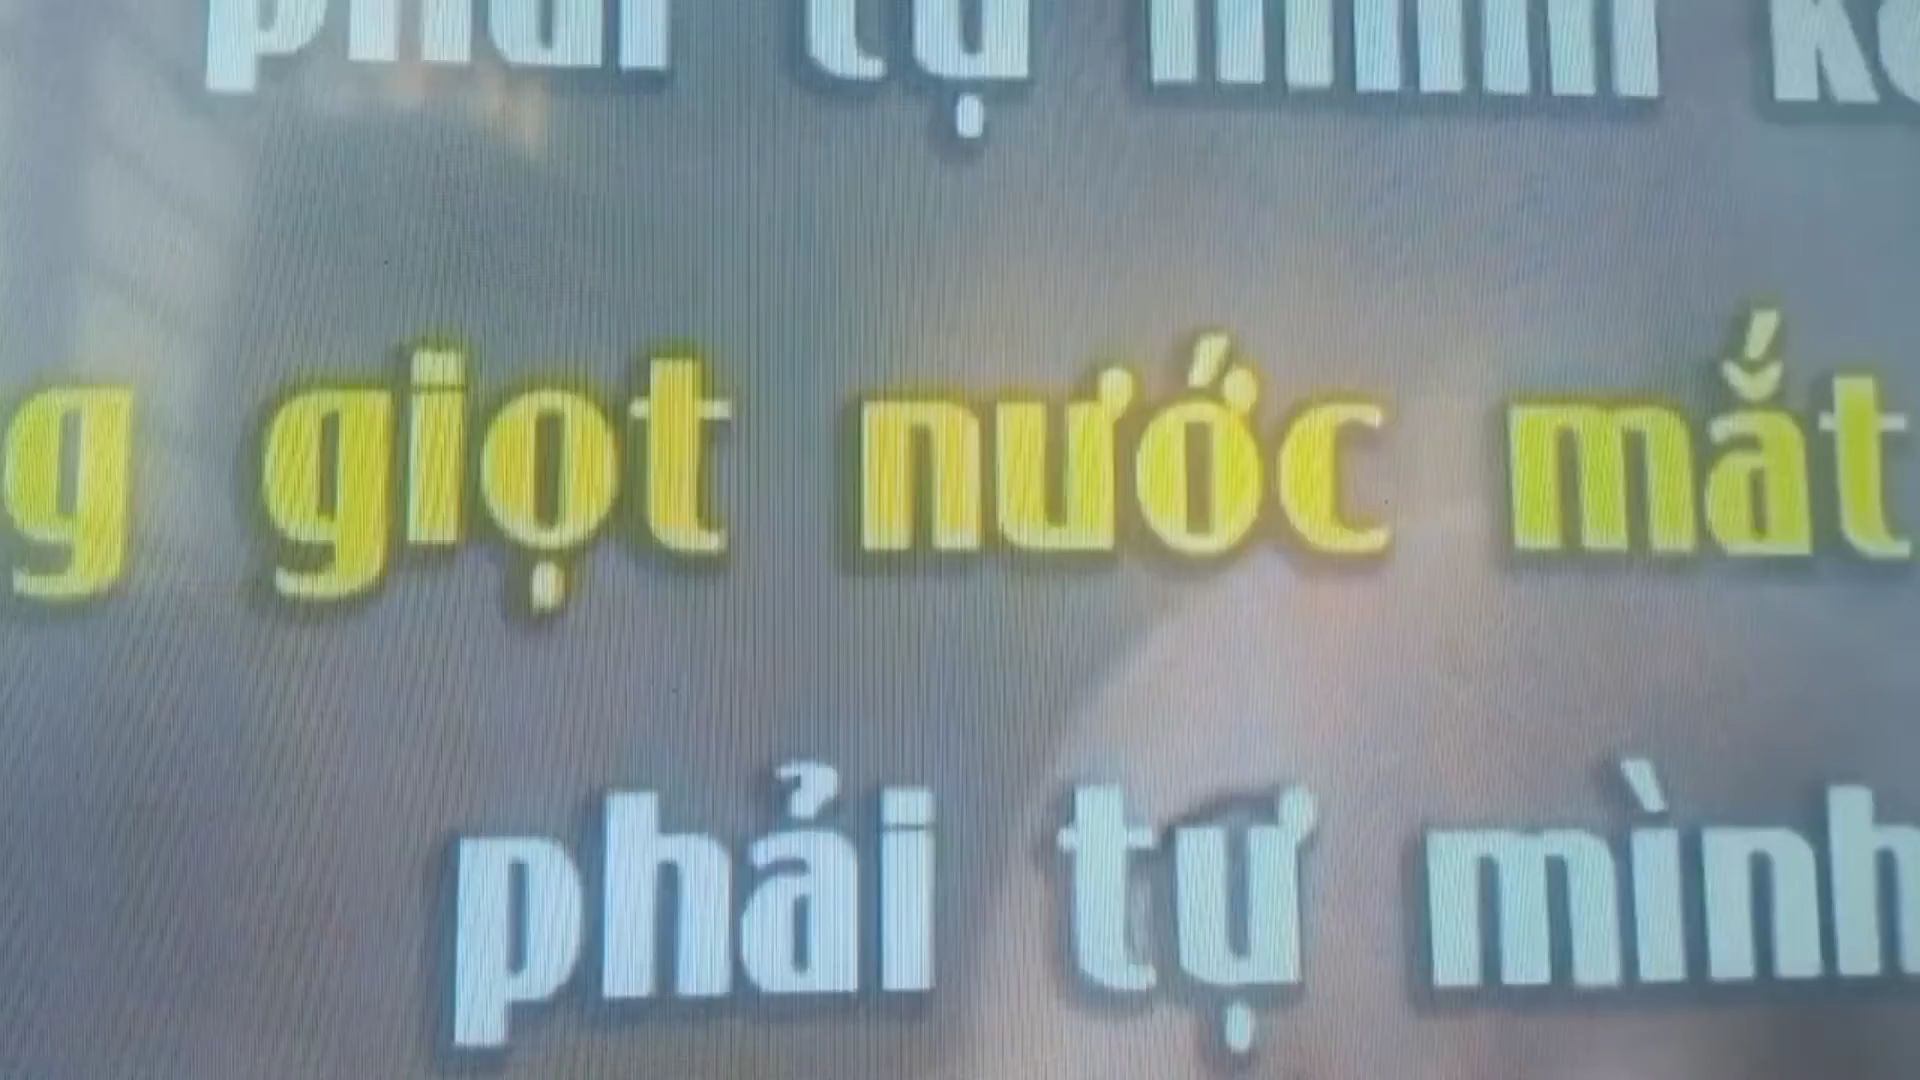 phải tự mình
g giọt nước mắt
phải tự mình